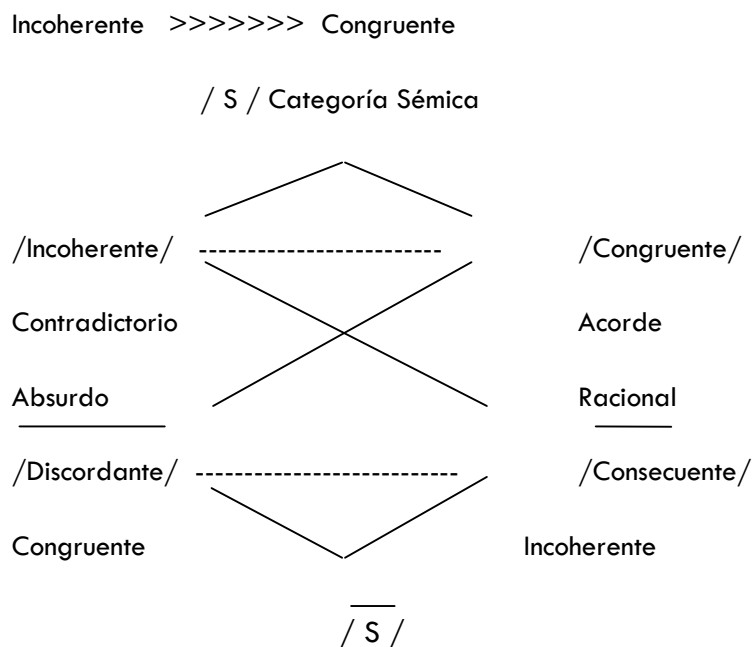 Incoherente >>>>>>> Congruente
/ S / Categoría Sémica
/Incoherente/ ------------------------- /Congruente/
Contradictorio Acorde
Absurdo Racional
/Discordante/ --------------------------- /Consecuente/
Congruente Incoherente
/ S /